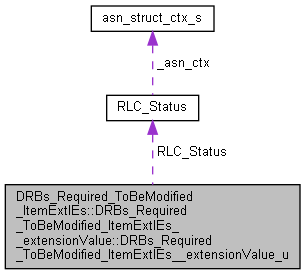 asn_struct_ctx_s
_asn_ctx
RLC_Status
RLC_Status
DRBs_Required_ToBeModified
_ItemExtIEs::DRBs_Required
_ToBeModified_ItemExtIEs_
_extensionValue::DRBs_Required
_ToBeModified_ItemExtIEs__extensionValue_u